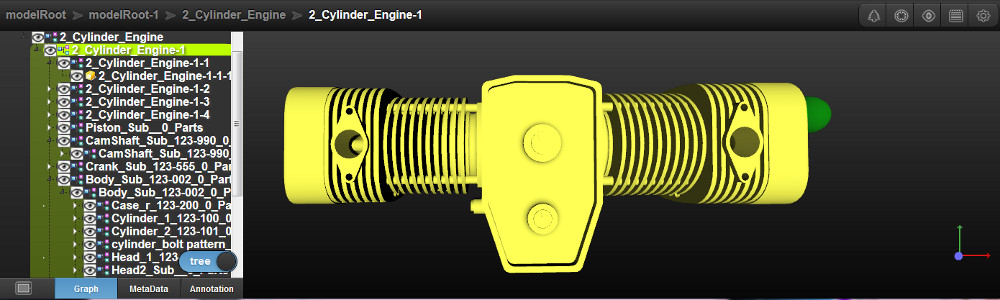 modelRoot > modelRoot-1 > 2_Cylinder_Engine > 2_Cylinder_Engine-1
2_Cylinder_Engine
2_Cylinder_Engine-1
2_Cylinder_Engine-1-1
2_Cylinder_Engine-1-1-1
2_Cylinder_Engine-1-2
2_Cylinder_Engine-1-3
2_Cylinder_Engine-1-4
Piston_Sub__0_Parts
CamShaft_Sub_123-990_0_
CamShaft_Sub_123-990_
Crank_Sub_123-555_0_Par
Body_Sub_123-002_0_Part
Body_Sub_123-002_0_P
Case_r_123-200_0_Pa
Cylinder_1_123-100_0
Cylinder_2_123-101_0
cylinder_bolt pattern_
Head_1_123
tree
Head2_Sub
Graph MetaData Annotation